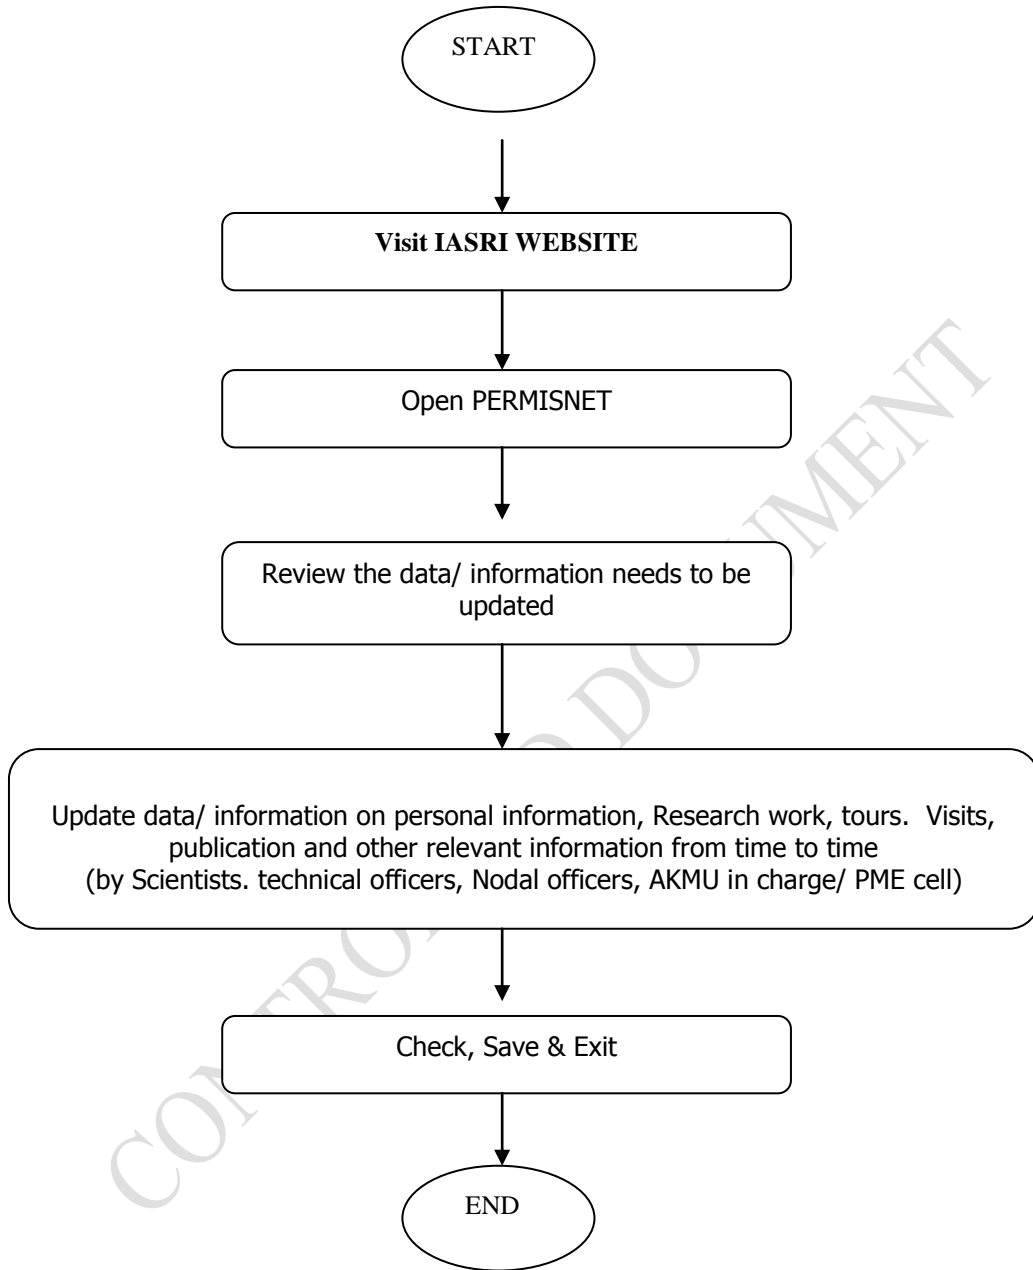 START
Visit IASRI WEBSITE
Open PERMISNET
Review the data/ information needs to be
updated
Update data/ information on personal information, Research work, tours.  Visits,
publication and other relevant information from time to time
(by Scientists. technical officers, Nodal officers, AKMU in charge/ PME cell)
Check, Save & Exit
END
CONTROLLED DOCUMENT